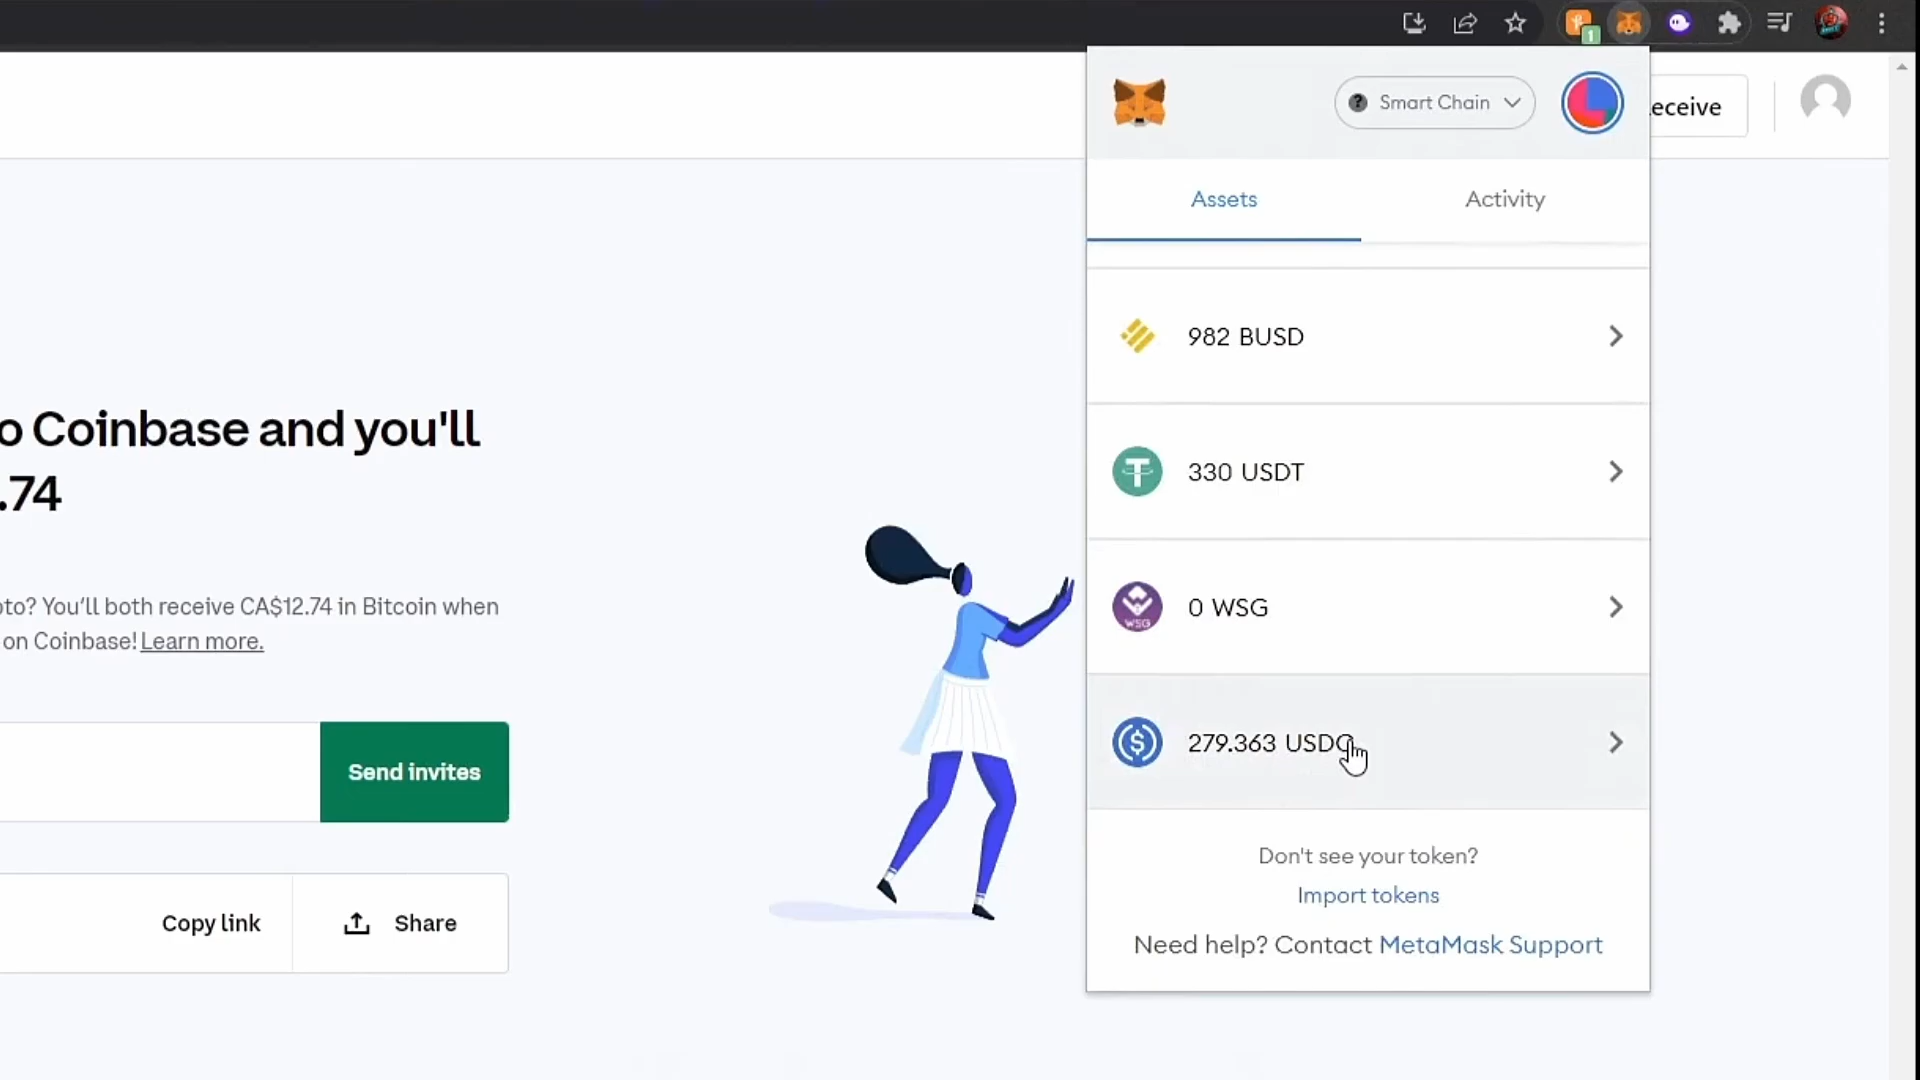 1
Smart Chain
eceive
Assets
Activity
982 BUSD
330 USDT
WSG
0 WSG
279.363 USDC
Don't see your token?
Import tokens
Need help? Contact MetaMask Support
o Coinbase and you'll
.74
pto? You'll both receive CA$12.74 in Bitcoin when
on Coinbase! Learn more.
Send invites
Copy link
Share